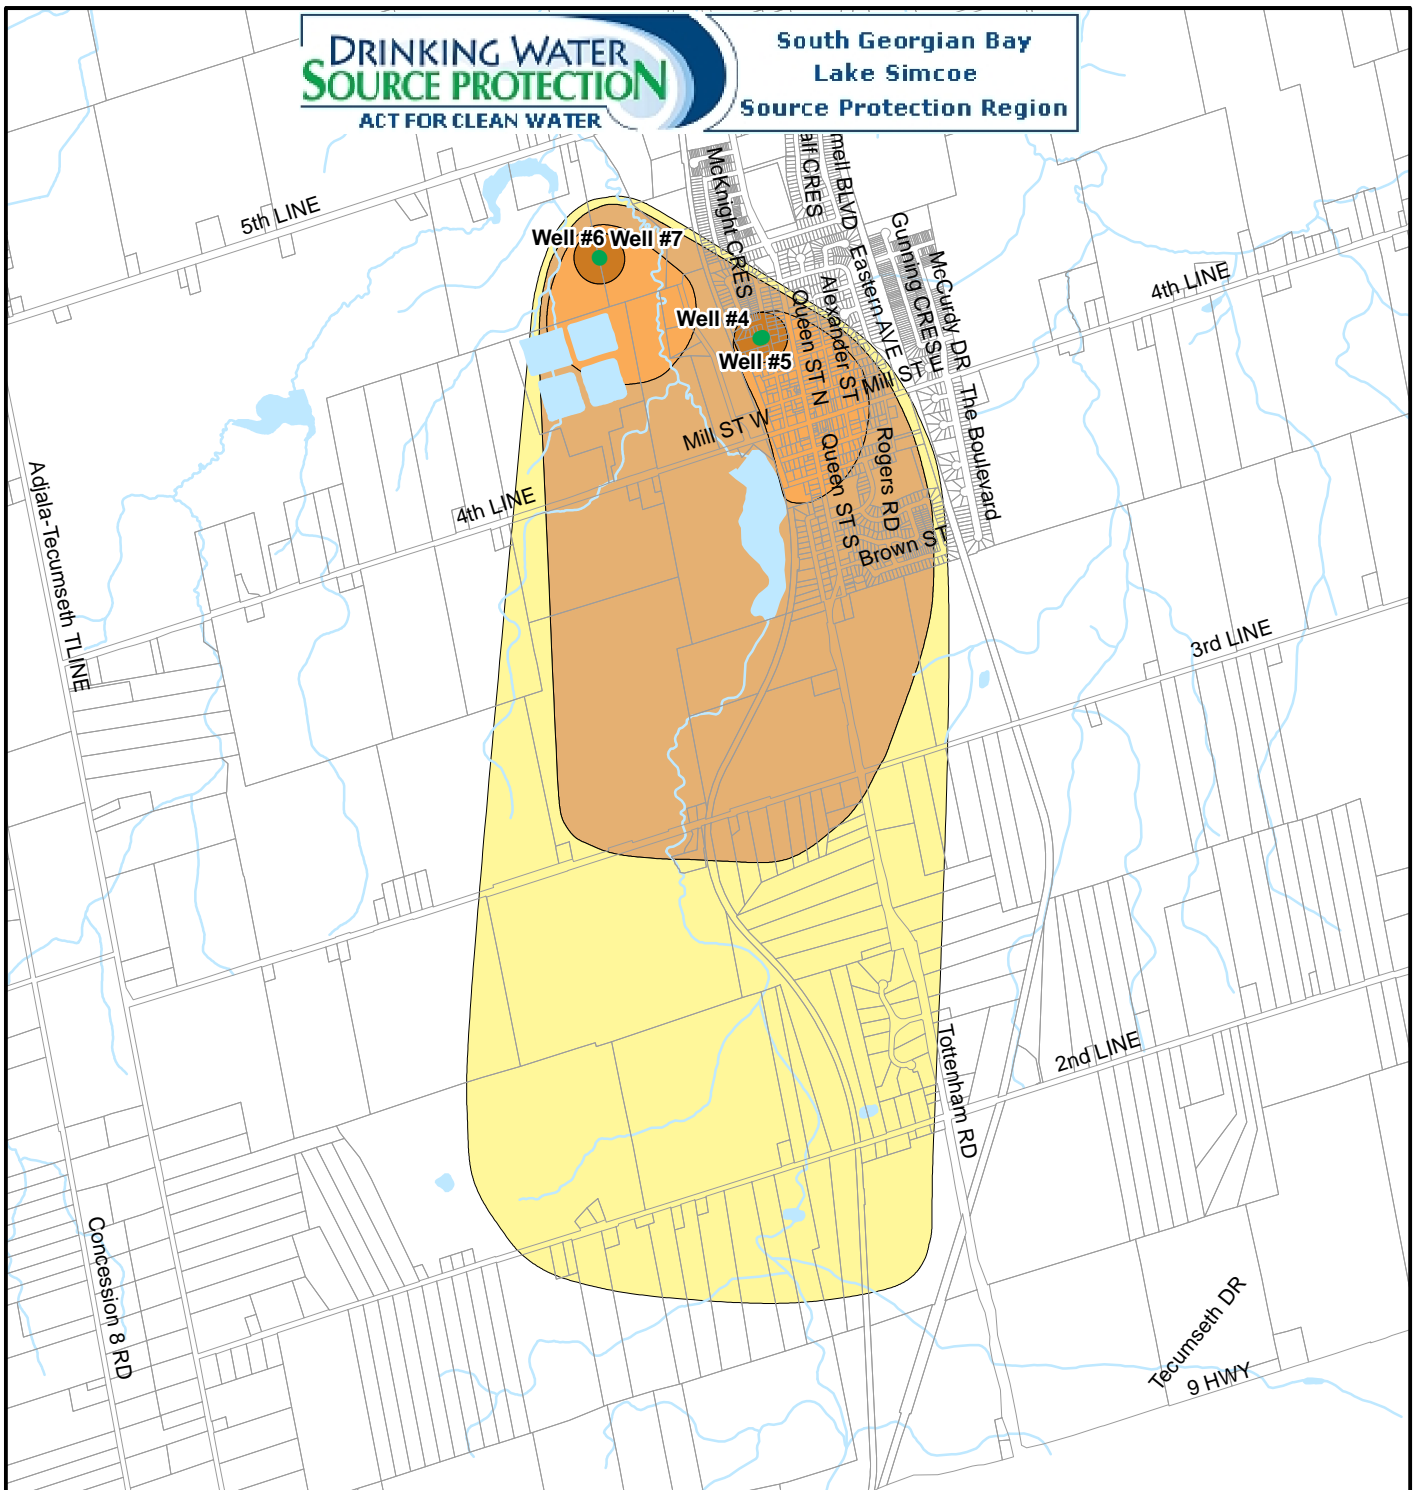 DRINKING WATER
SOURCE PROTECTION
ACT FOR CLEAN WATER
South Georgian Bay
Lake Simcoe
Source Protection Region
5th LINE
McKnight CRES
CRES
BLVD
Gunning CRES
McCurdy DR
4th LINE
Well #6
Well #7
Eastern AVE
Alexander ST
Queen ST N
Well #4
Well #5
Mill ST E
The Boulevard
Mill ST W
Rogers RD
Queen ST S
Brown ST
4th LINE
Adjala-Tecumseth TLINE
3rd LINE
2nd LINE
Tottenham RD
Concession 8 RD
Tecumseth DR
9 HWY